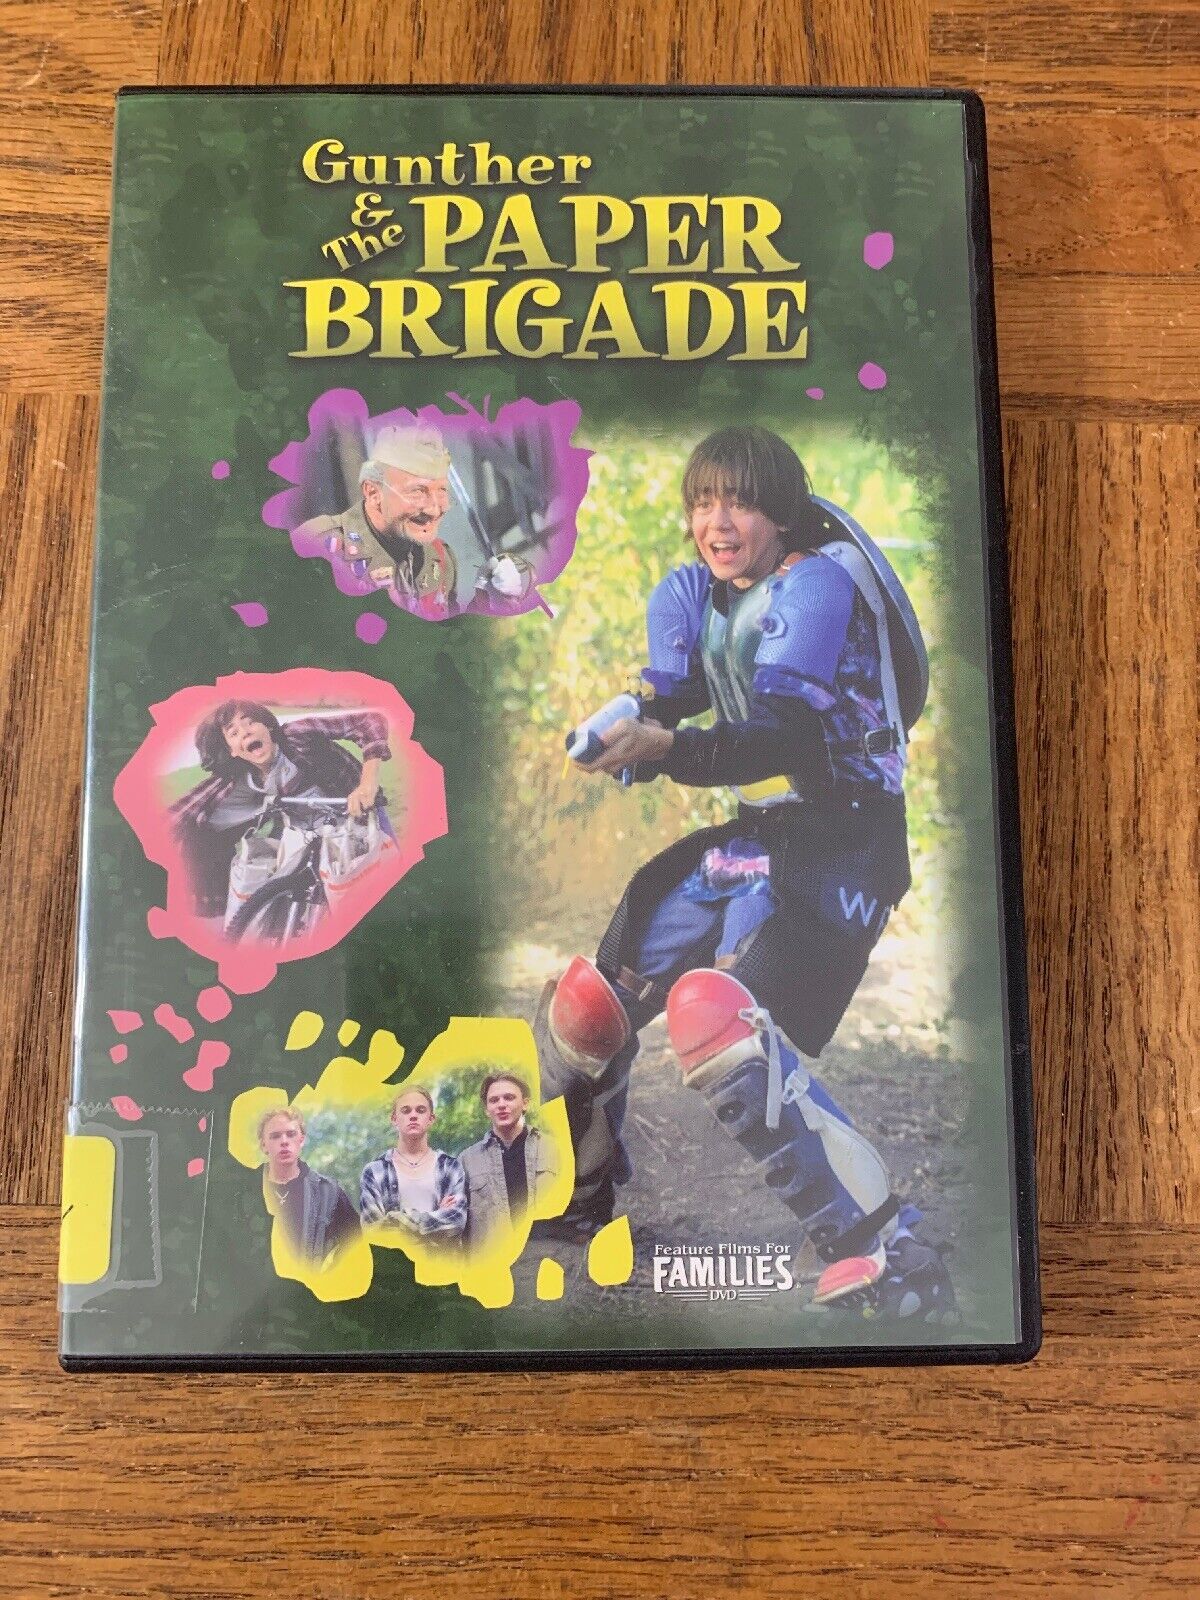 Gunther
& The PAPER
BRIGADE
W
Feature Films For
FAMILIES
DVD